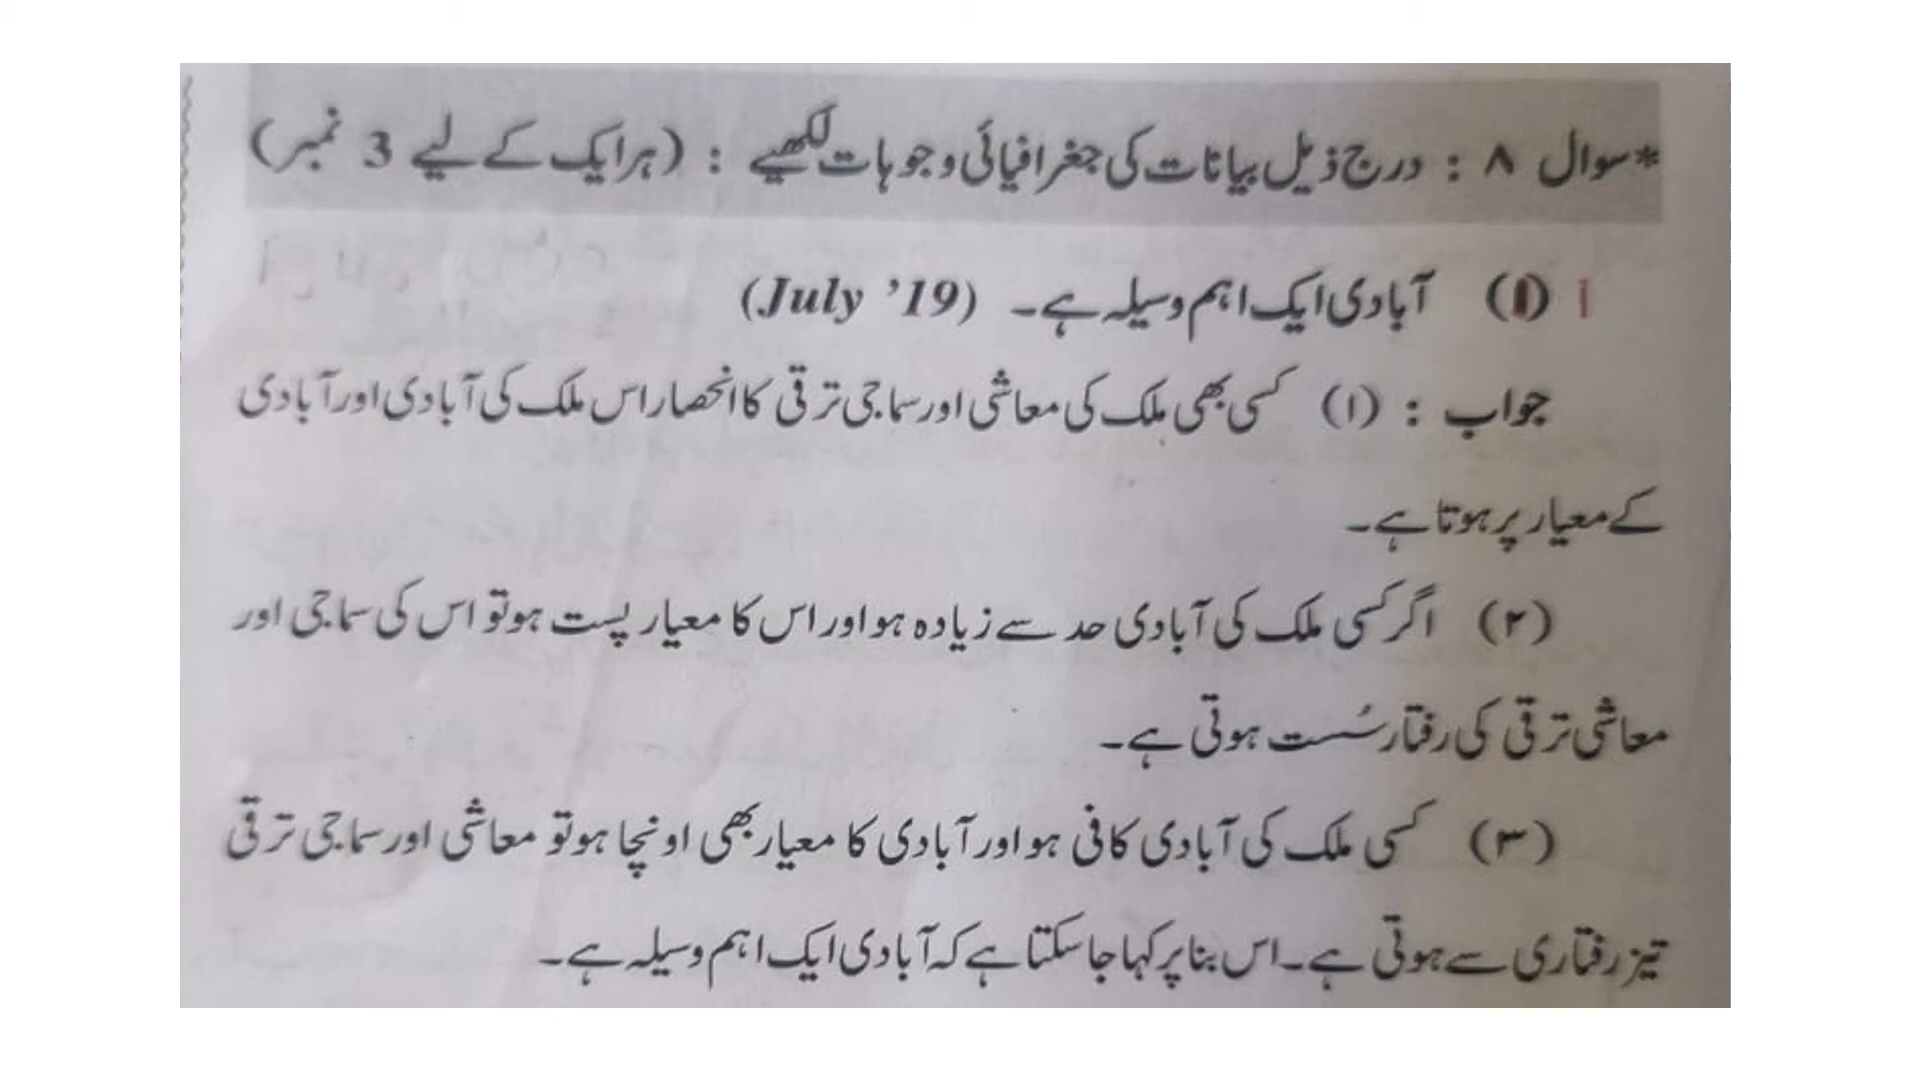 *سوال ۸ : درج ذیل بیانات کی جغرافیائی وجوہات لکھیے : (ہر ایک کے لیے 3 نمبر)
(۱) آبادی ایک اہم وسیلہ ہے۔ (July ’19)
جواب : (۱) کسی بھی ملک کی معاشی اور سماجی ترقی کا انحصار اس ملک کی آبادی اور آبادی
کے معیار پر ہوتا ہے۔
(۲) اگر کسی ملک کی آبادی حد سے زیادہ ہو اور اس کا معیار پست ہو تو اس کی سماجی اور
معاشی ترقی کی رفتار سُست ہوتی ہے۔
(۳) کسی ملک کی آبادی کافی ہو اور آبادی کا معیار بھی اونچا ہو تو معاشی اور سماجی ترقی
تیز رفتاری سے ہوتی ہے۔ اس بنا پر کہا جا سکتا ہے کہ آبادی ایک اہم وسیلہ ہے۔